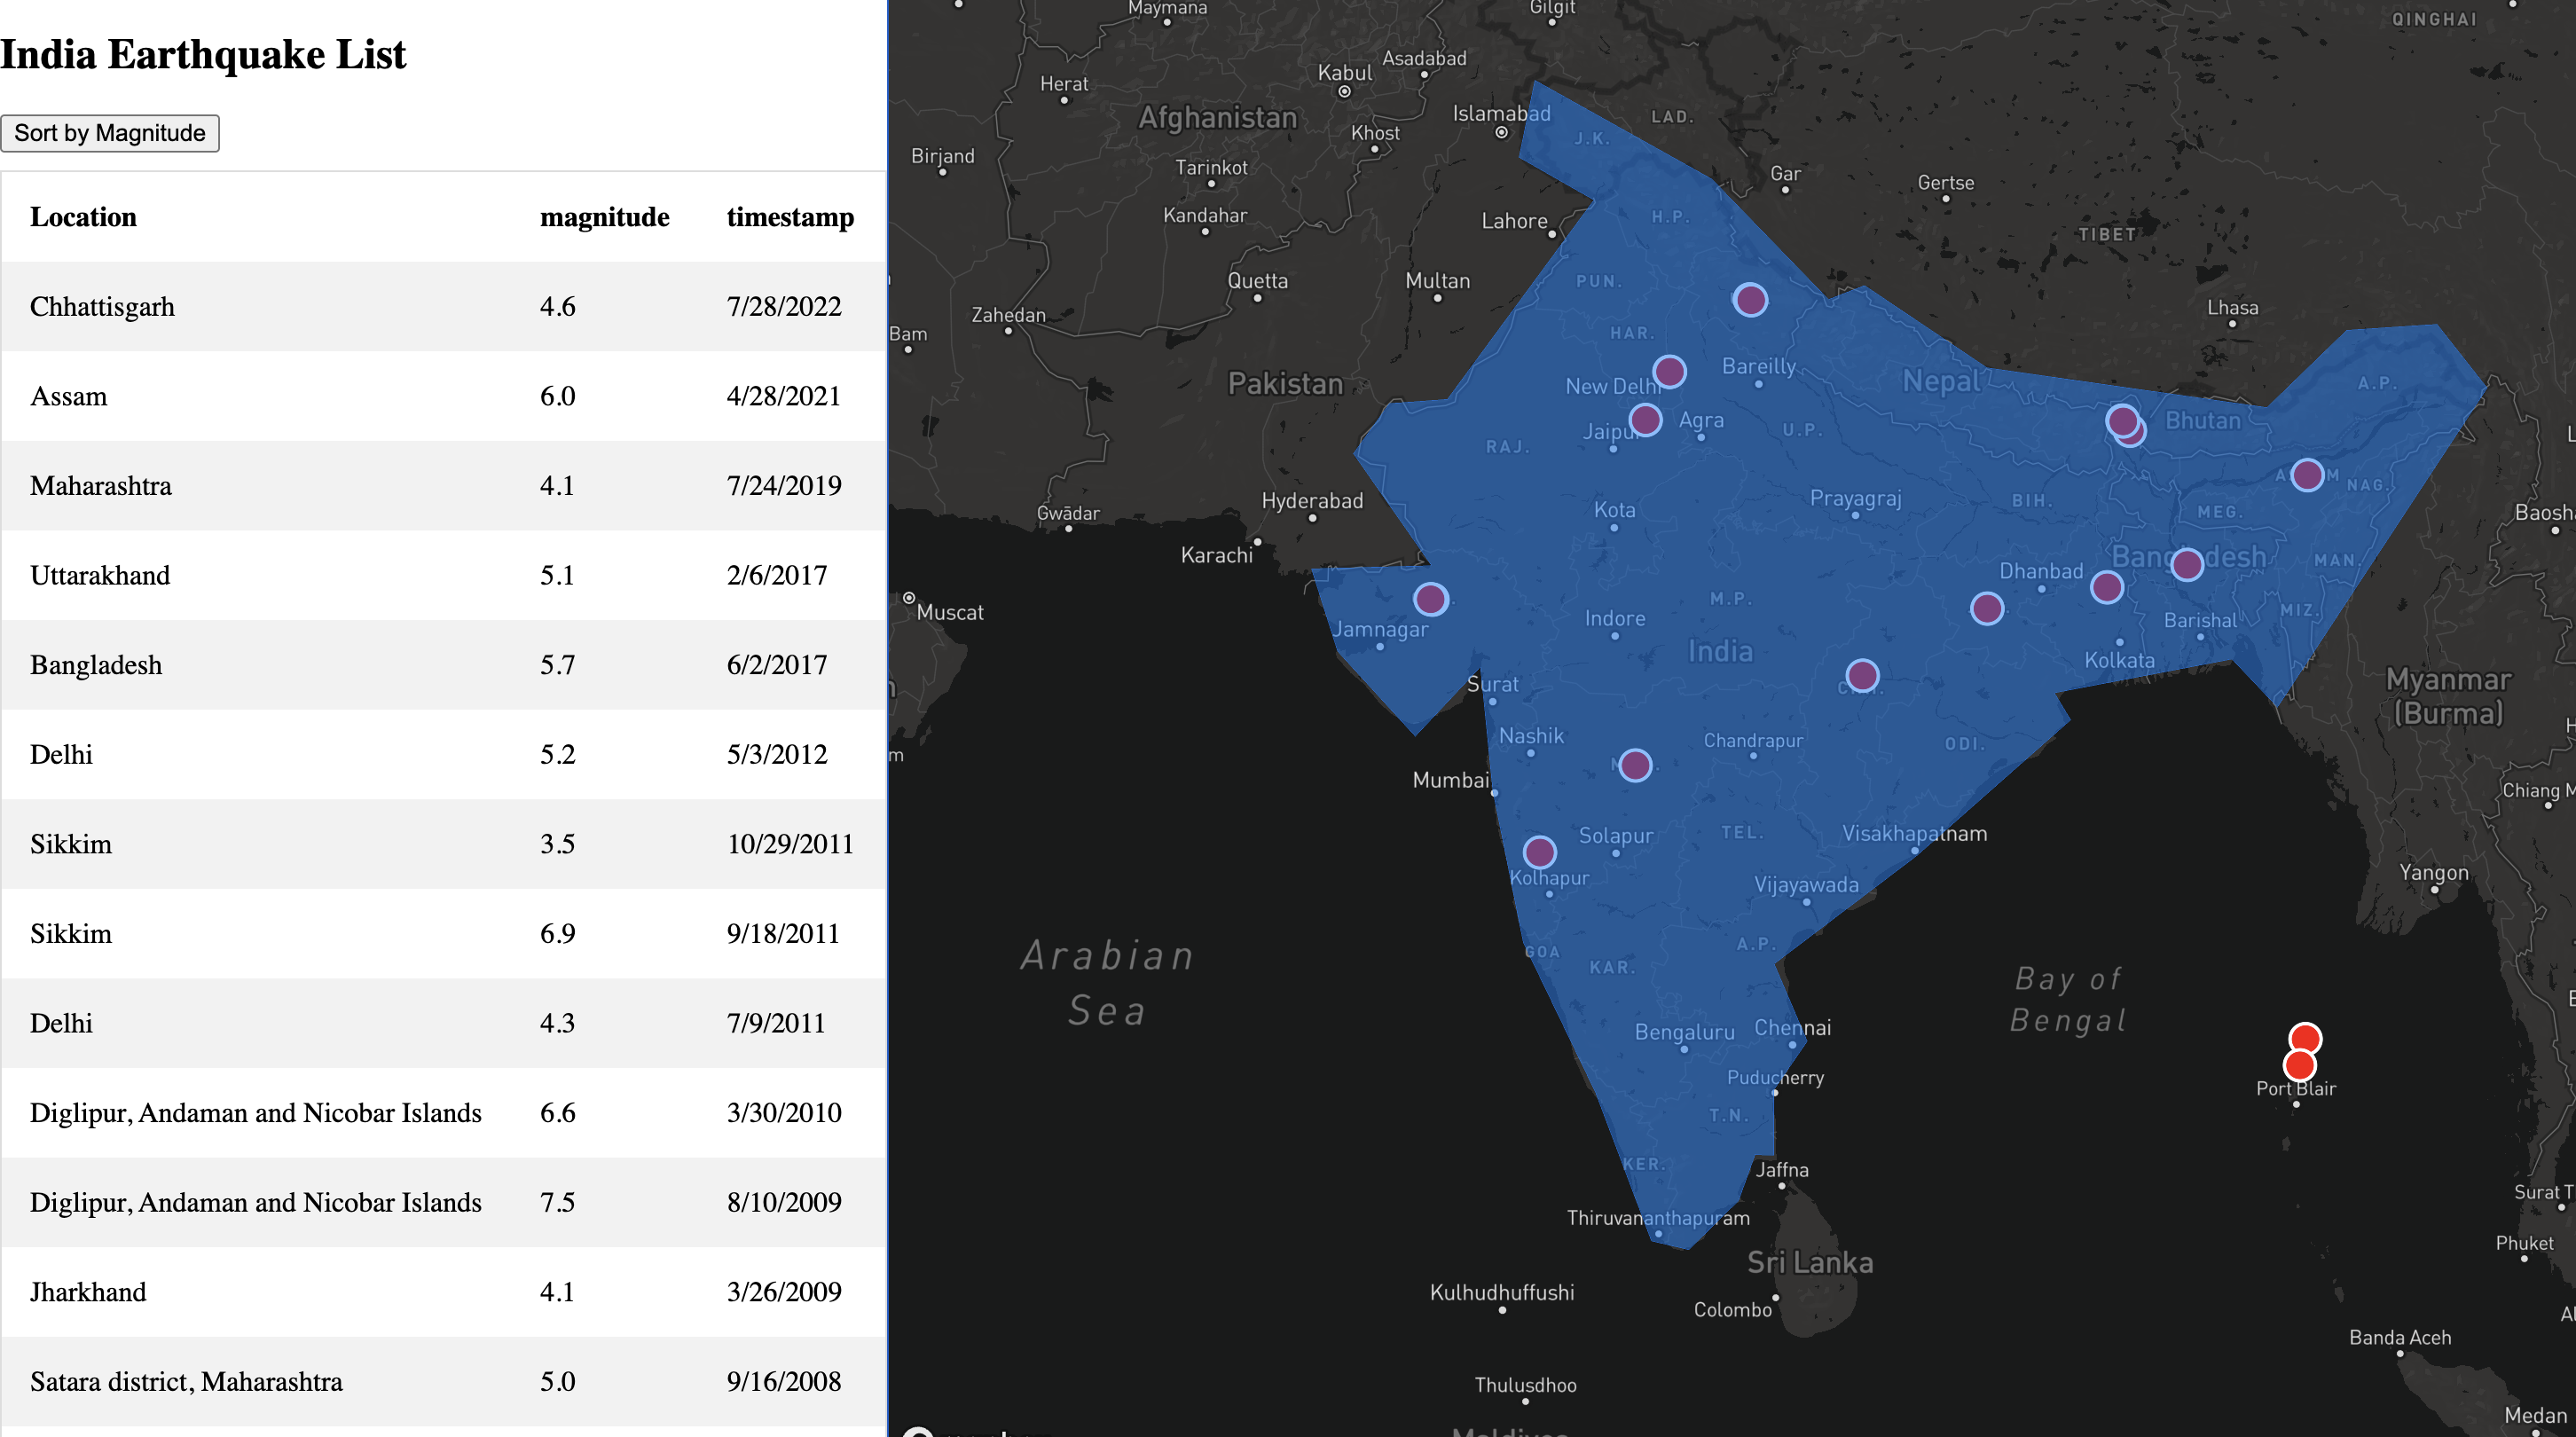 India Earthquake List
Sort by Magnitude
Location magnitude timestamp
Chhattisgarh 4.6 7/28/2022
Assam 6.0 4/28/2021
Maharashtra 4.1 7/24/2019
Uttarakhand 5.1 2/6/2017
Bangladesh 5.7 6/2/2017
Delhi 5.2 5/3/2012
Sikkim 3.5 10/29/2011
Sikkim 6.9 9/18/2011
Delhi 4.3 7/9/2011
Diglipur, Andaman and Nicobar Islands 6.6 3/30/2010
Diglipur, Andaman and Nicobar Islands 7.5 8/10/2009
Jharkhand 4.1 3/26/2009
Satara district, Maharashtra 5.0 9/16/2008
Maymana
Gilgit
QINGHAI
Asadabad
Kabul
Herat
Afghanistan
Islamabad
LAD.
Khost
J.K.
Birjand
Tarinkot
Gar
Gertse
Kandahar
Lahore
H.P.
TIBET
Quetta
Multan
PUN.
Zahedan
Lhasa
Bam
HAR.
Bareilly
Pakistan
New Delhi
Nepal
A.P.
Jaipur
Agra
U.P.
Bhutan
RAJ.
NAG.
Hyderabad
Prayagraj
BIH.
Gwādar
Kota
MEG.
Karachi
Bangladesh
MAN.
Dhanbad
Muscat
M.P.
MIZ.
Jamnagar
Indore
Barishal
India
Kolkata
Surat
Myanmar
(Burma)
Nashik
Chandrapur
ODI.
Mumbai
Solapur
TEL.
Visakhapatnam
Kolhapur
Vijayawada
Yangon
Arabian
Sea
GOA
KAR.
A.P.
Bay of
Bengal
Bengaluru
Chennai
Puducherry
Port Blair
T.N.
KER.
Jaffna
Thiruvananthapuram
Sri Lanka
Phuket
Kulhudhuffushi
Colombo
Banda Aceh
Thulusdhoo
Medan